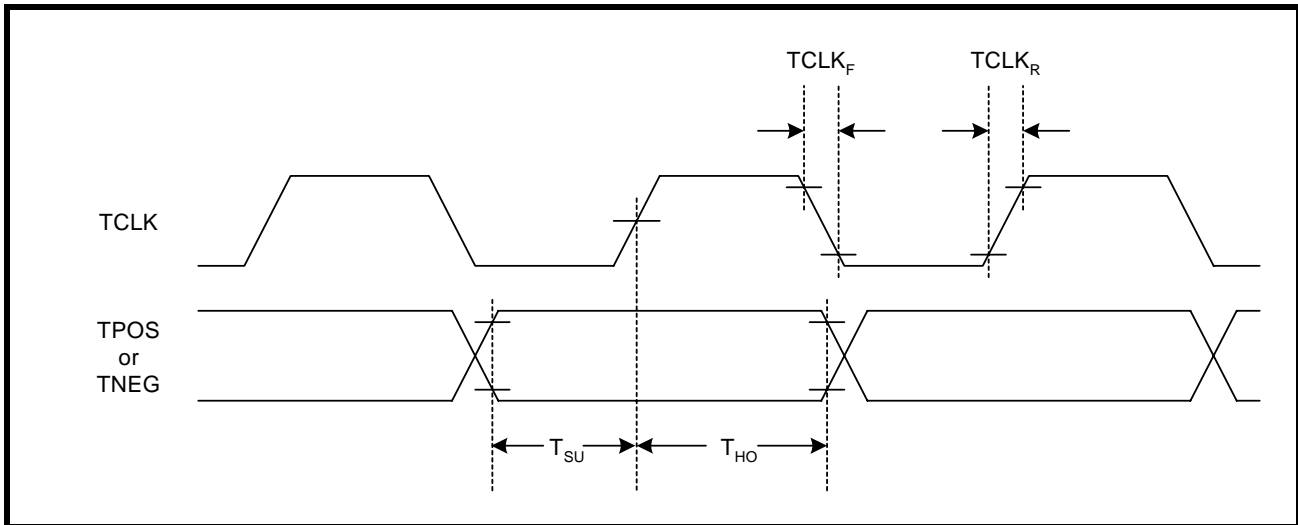 TCLKF TCLKR
TCLK
TPOS
or
TNEG
TSU THO